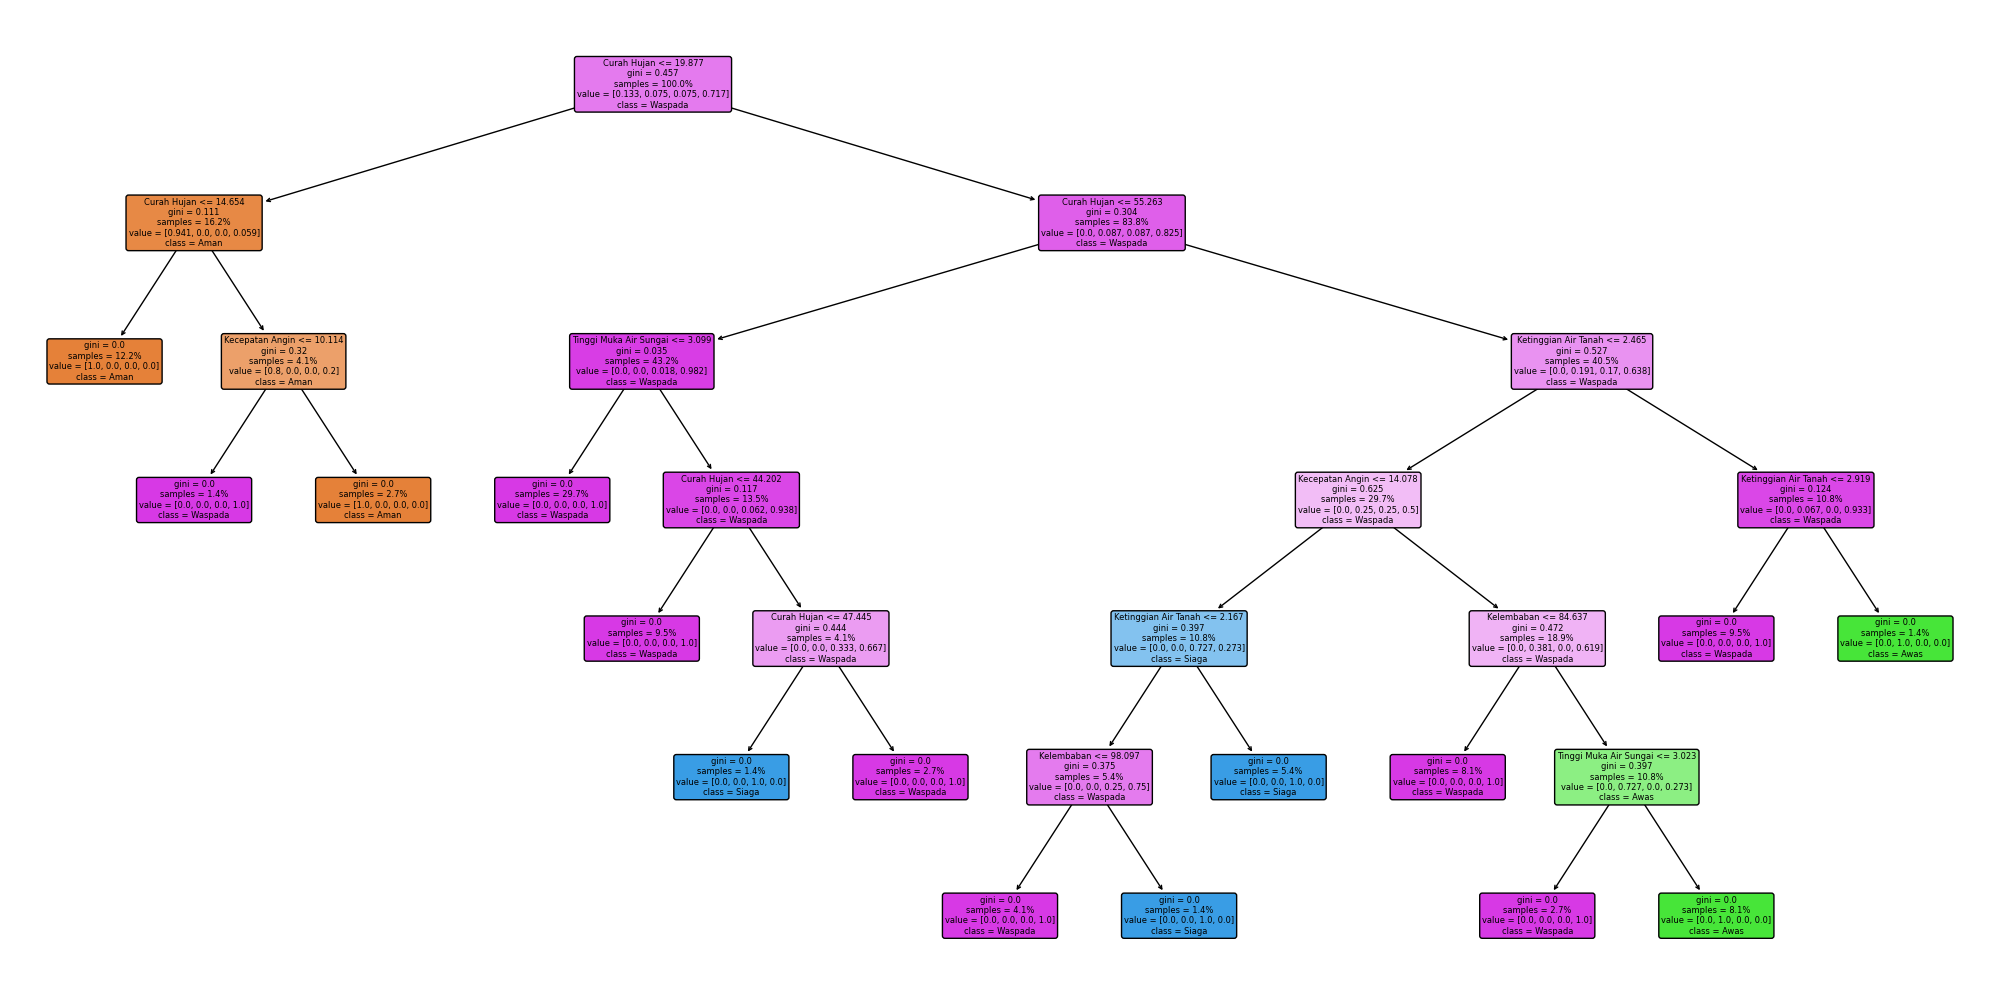 Curah Hujan <= 19.877
gini = 0.457
samples = 100.0%
value = [0.133, 0.075, 0.075, 0.717]
class = Waspada
Curah Hujan <= 14.654
gini = 0.111
samples = 16.2%
value = [0.941, 0.0, 0.0, 0.059]
class = Aman
Curah Hujan <= 55.263
gini = 0.304
samples = 83.8%
value = [0.0, 0.087, 0.087, 0.825]
class = Waspada
gini = 0.0
samples = 12.2%
value = [1.0, 0.0, 0.0, 0.0]
class = Aman
Kecepatan Angin <= 10.114
gini = 0.32
samples = 4.1%
value = [0.8, 0.0, 0.0, 0.2]
class = Aman
Tinggi Muka Air Sungai <= 3.099
gini = 0.035
samples = 43.2%
value = [0.0, 0.0, 0.018, 0.982]
class = Waspada
Ketinggian Air Tanah <= 2.465
gini = 0.527
samples = 40.5%
value = [0.0, 0.191, 0.17, 0.638]
class = Waspada
gini = 0.0
samples = 1.4%
value = [0.0, 0.0, 0.0, 1.0]
class = Waspada
gini = 0.0
samples = 2.7%
value = [1.0, 0.0, 0.0, 0.0]
class = Aman
gini = 0.0
samples = 29.7%
value = [0.0, 0.0, 0.0, 1.0]
class = Waspada
Curah Hujan <= 44.202
gini = 0.117
samples = 13.5%
value = [0.0, 0.0, 0.062, 0.938]
class = Waspada
Kecepatan Angin <= 14.078
gini = 0.625
samples = 29.7%
value = [0.0, 0.25, 0.25, 0.5]
class = Waspada
Ketinggian Air Tanah <= 2.919
gini = 0.124
samples = 10.8%
value = [0.0, 0.067, 0.0, 0.933]
class = Waspada
gini = 0.0
samples = 9.5%
value = [0.0, 0.0, 0.0, 1.0]
class = Waspada
Curah Hujan <= 47.445
gini = 0.444
samples = 4.1%
value = [0.0, 0.0, 0.333, 0.667]
class = Waspada
Ketinggian Air Tanah <= 2.167
gini = 0.397
samples = 10.8%
value = [0.0, 0.0, 0.727, 0.273]
class = Siaga
Kelembaban <= 84.637
gini = 0.472
samples = 18.9%
value = [0.0, 0.381, 0.0, 0.619]
class = Waspada
gini = 0.0
samples = 9.5%
value = [0.0, 0.0, 0.0, 1.0]
class = Waspada
gini = 0.0
samples = 1.4%
value = [0.0, 1.0, 0.0, 0.0]
class = Awas
gini = 0.0
samples = 1.4%
value = [0.0, 0.0, 1.0, 0.0]
class = Siaga
gini = 0.0
samples = 2.7%
value = [0.0, 0.0, 0.0, 1.0]
class = Waspada
Kelembaban <= 98.097
gini = 0.375
samples = 5.4%
value = [0.0, 0.0, 0.25, 0.75]
class = Waspada
gini = 0.0
samples = 5.4%
value = [0.0, 0.0, 1.0, 0.0]
class = Siaga
gini = 0.0
samples = 8.1%
value = [0.0, 0.0, 0.0, 1.0]
class = Waspada
Tinggi Muka Air Sungai <= 3.023
gini = 0.397
samples = 10.8%
value = [0.0, 0.727, 0.0, 0.273]
class = Awas
gini = 0.0
samples = 4.1%
value = [0.0, 0.0, 0.0, 1.0]
class = Waspada
gini = 0.0
samples = 1.4%
value = [0.0, 0.0, 1.0, 0.0]
class = Siaga
gini = 0.0
samples = 2.7%
value = [0.0, 0.0, 0.0, 1.0]
class = Waspada
gini = 0.0
samples = 8.1%
value = [0.0, 1.0, 0.0, 0.0]
class = Awas